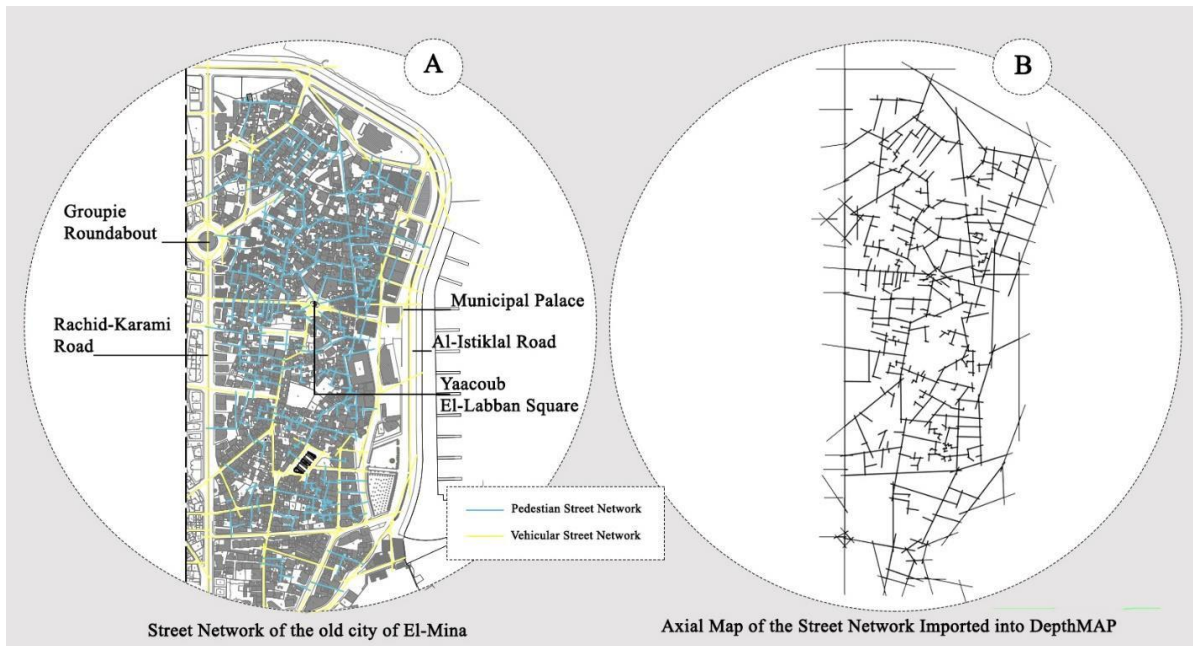 A
B
Groupie
Roundabout
Rachid-Karami
Road
Municipal Palace
Al-Istiklal Road
Yaacoub
El-Labban Square
Pedestian Street Network
Vehicular Street Network
Street Network of the old city of El-Mina
Axial Map of the Street Network Imported into DepthMAP